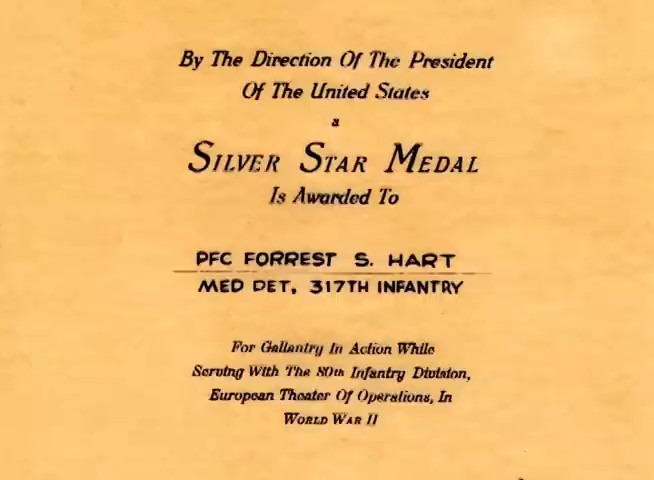 By The Direction Of The President
Of The United States
a
SILVER STAR MEDAL
Is Awarded To
PFC FORREST S. HART
MED DET, 317TH INFANTRY
For Gallantry In Action While
Serving With The 80th Infantry Division,
European Theater Of Operations, In
WORLD WAR II